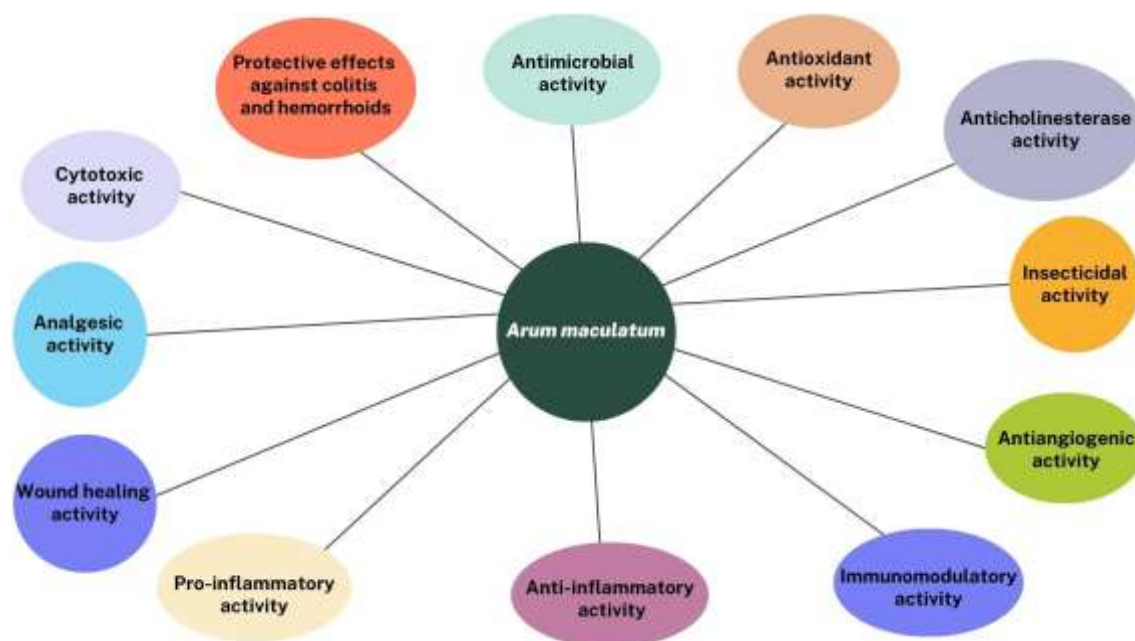 Protective effects
against colitis
and hemorrhoids
Antimicrobial
activity
Antioxidant
activity
Anticholinesterase
activity
Cytotoxic
activity
Insecticidal
activity
Analgesic
activity
Arum maculatum
Antiangiogenic
activity
Wound healing
activity
Pro-inflammatory
activity
Anti-inflammatory
activity
Immunomodulatory
activity